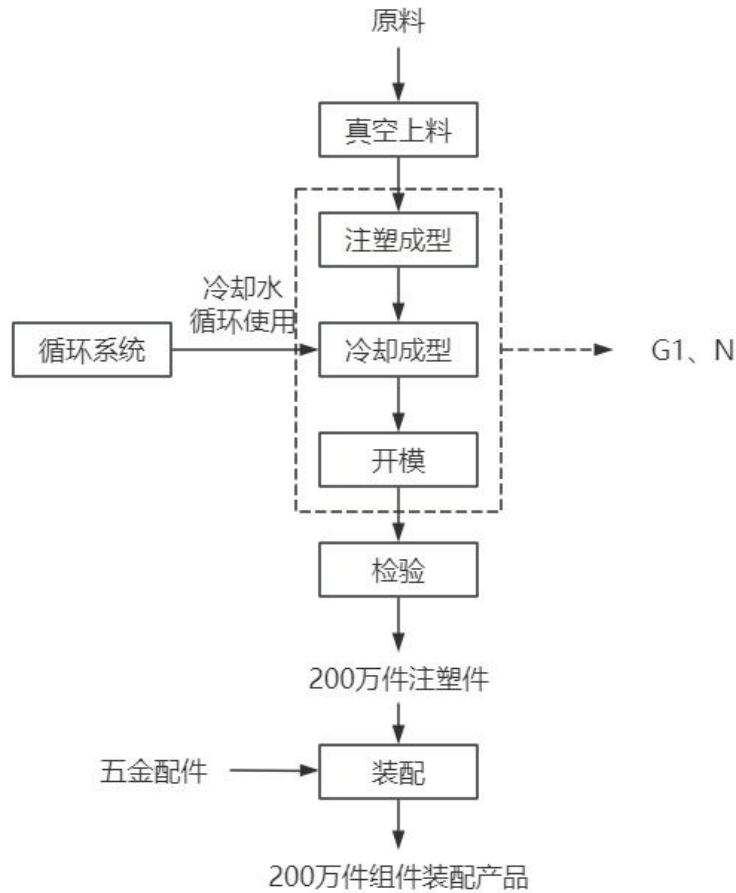 原料
真空上料
注塑成型
冷却水
循环使用
循环系统
冷却成型
G1、N
开模
检验
200万件注塑件
五金配件
装配
200万件组件装配产品